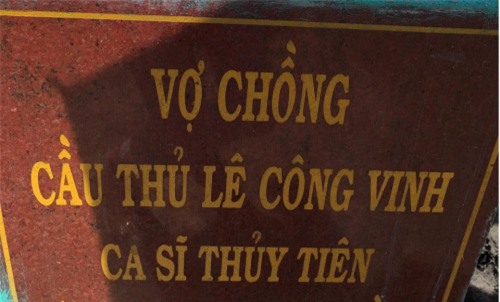 VỢ CHỒNG
CẦU THỦ LÊ CÔNG VINH
CA SĨ THỦY TIÊN